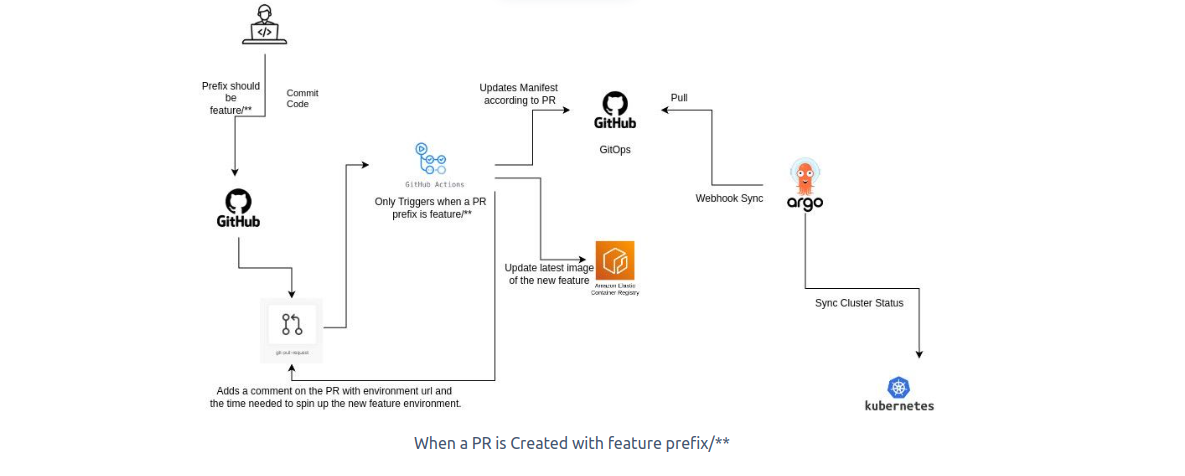 Prefix should
be
feature/**
Commit
Code
GitHub
git-pull-request
Adds a comment on the PR with environment url and
the time needed to spin up the new feature environment.
GitHub Actions
Only Triggers when a PR
prefix is feature/**
Updates Manifest
according to PR
GitHub
GitOps
Pull
Webhook Sync
argo
Update latest image
of the new feature
Amazon Elastic
Container Registry
Sync Cluster Status
kubernetes
When a PR is Created with feature prefix/**